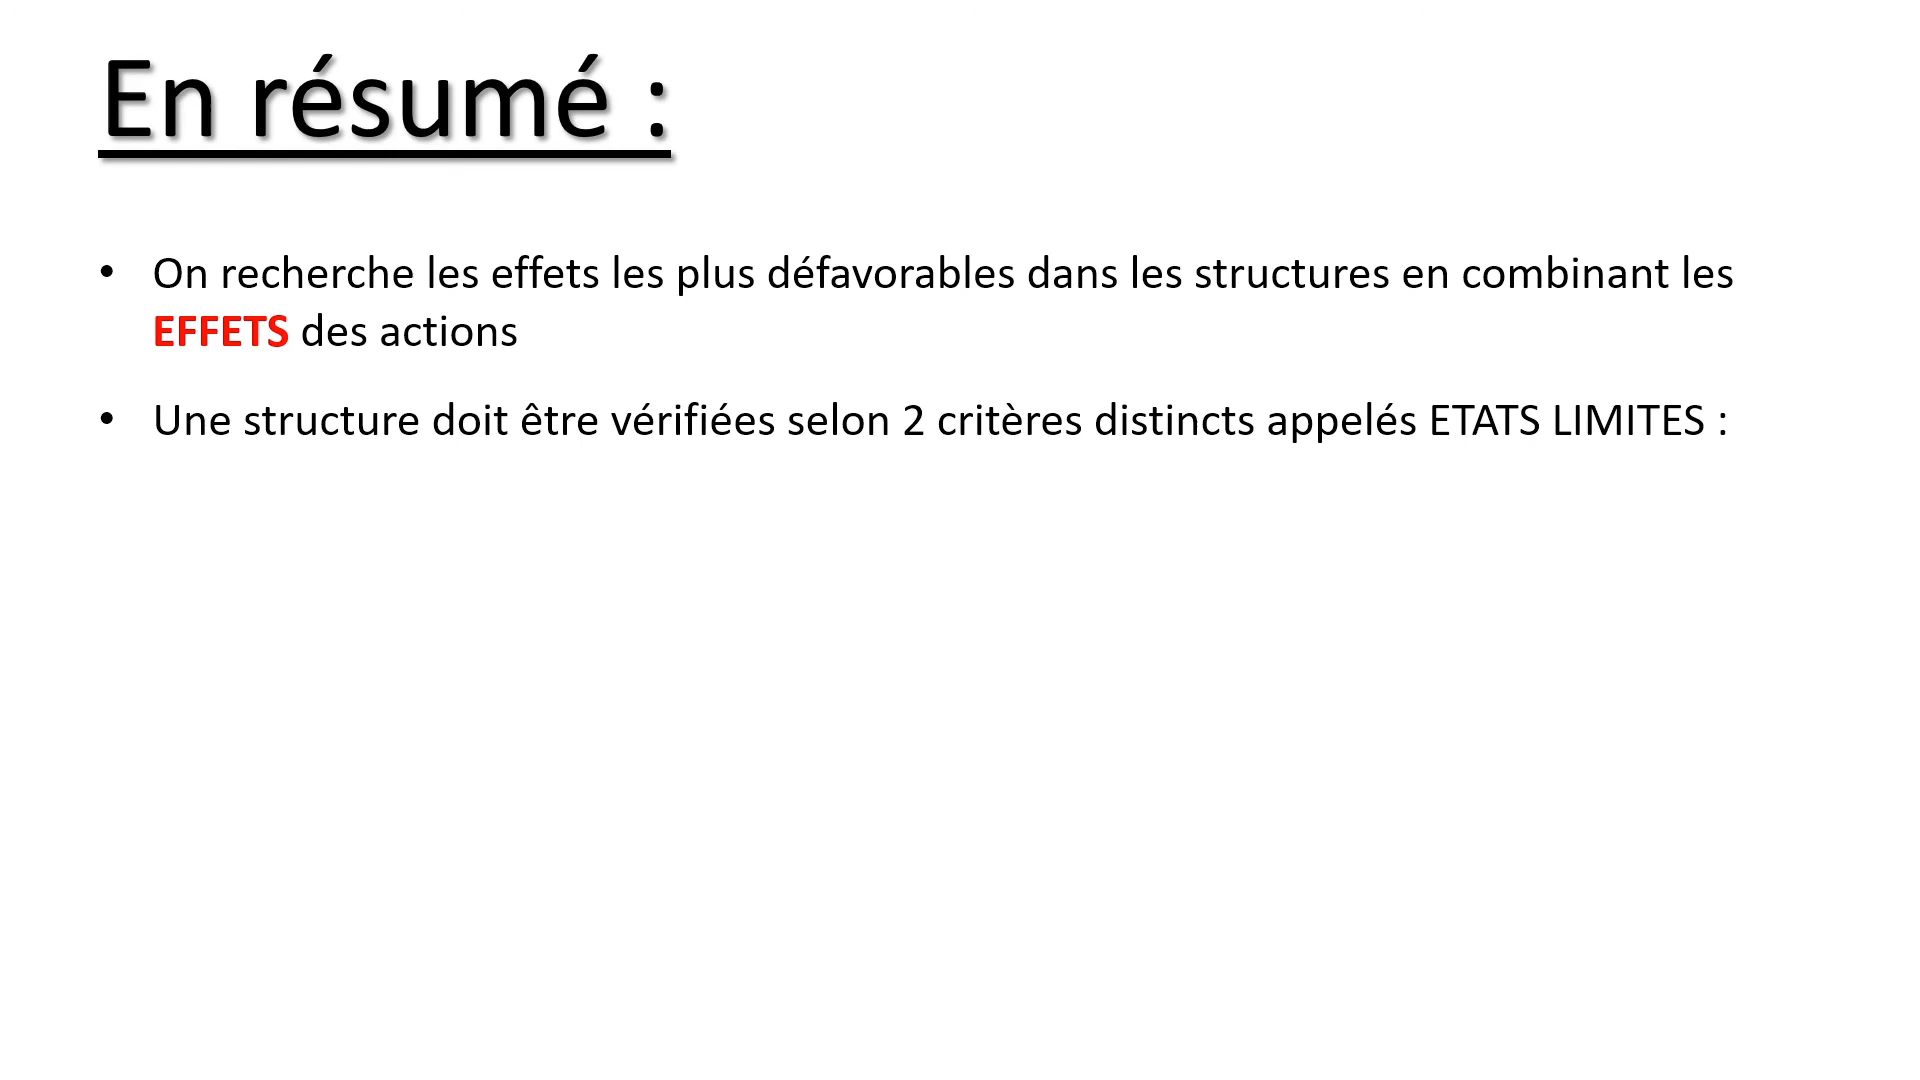 En résumé :
• On recherche les effets les plus défavorables dans les structures en combinant les
EFFETS des actions
• Une structure doit être vérifiées selon 2 critères distincts appelés ETATS LIMITES :